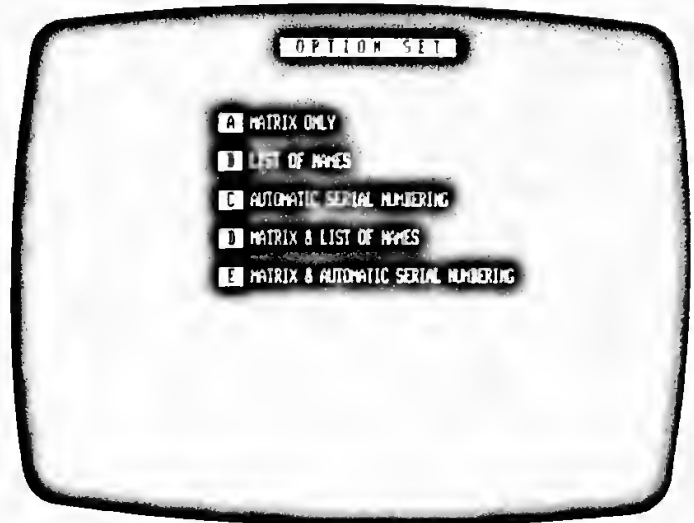 OPTION SET
A MATRIX ONLY
B LIST OF NAMES
C AUTOMATIC SERIAL NUMBERING
D MATRIX & LIST OF NAMES
E MATRIX & AUTOMATIC SERIAL NUMBERING